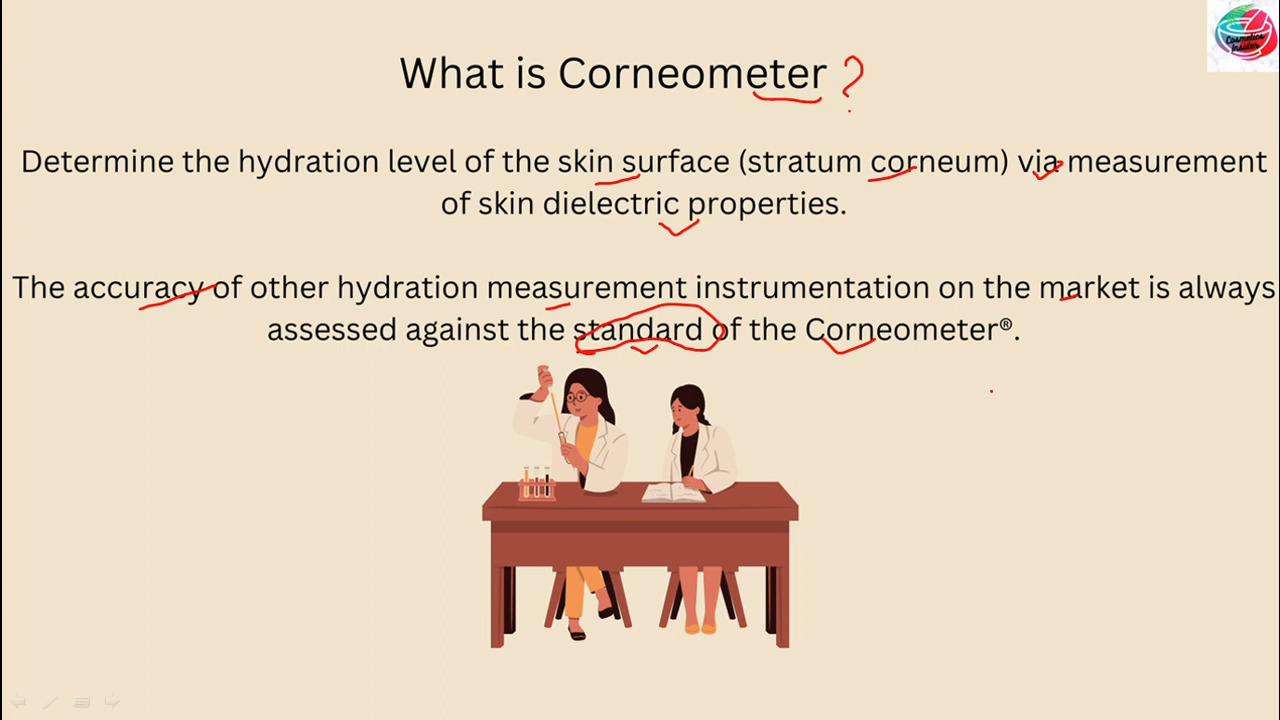 Cosmetics
Insider
What is Corneometer ?
Determine the hydration level of the skin surface (stratum corneum) via measurement
of skin dielectric properties.
The accuracy of other hydration measurement instrumentation on the market is always
assessed against the standard of the Corneometer®.